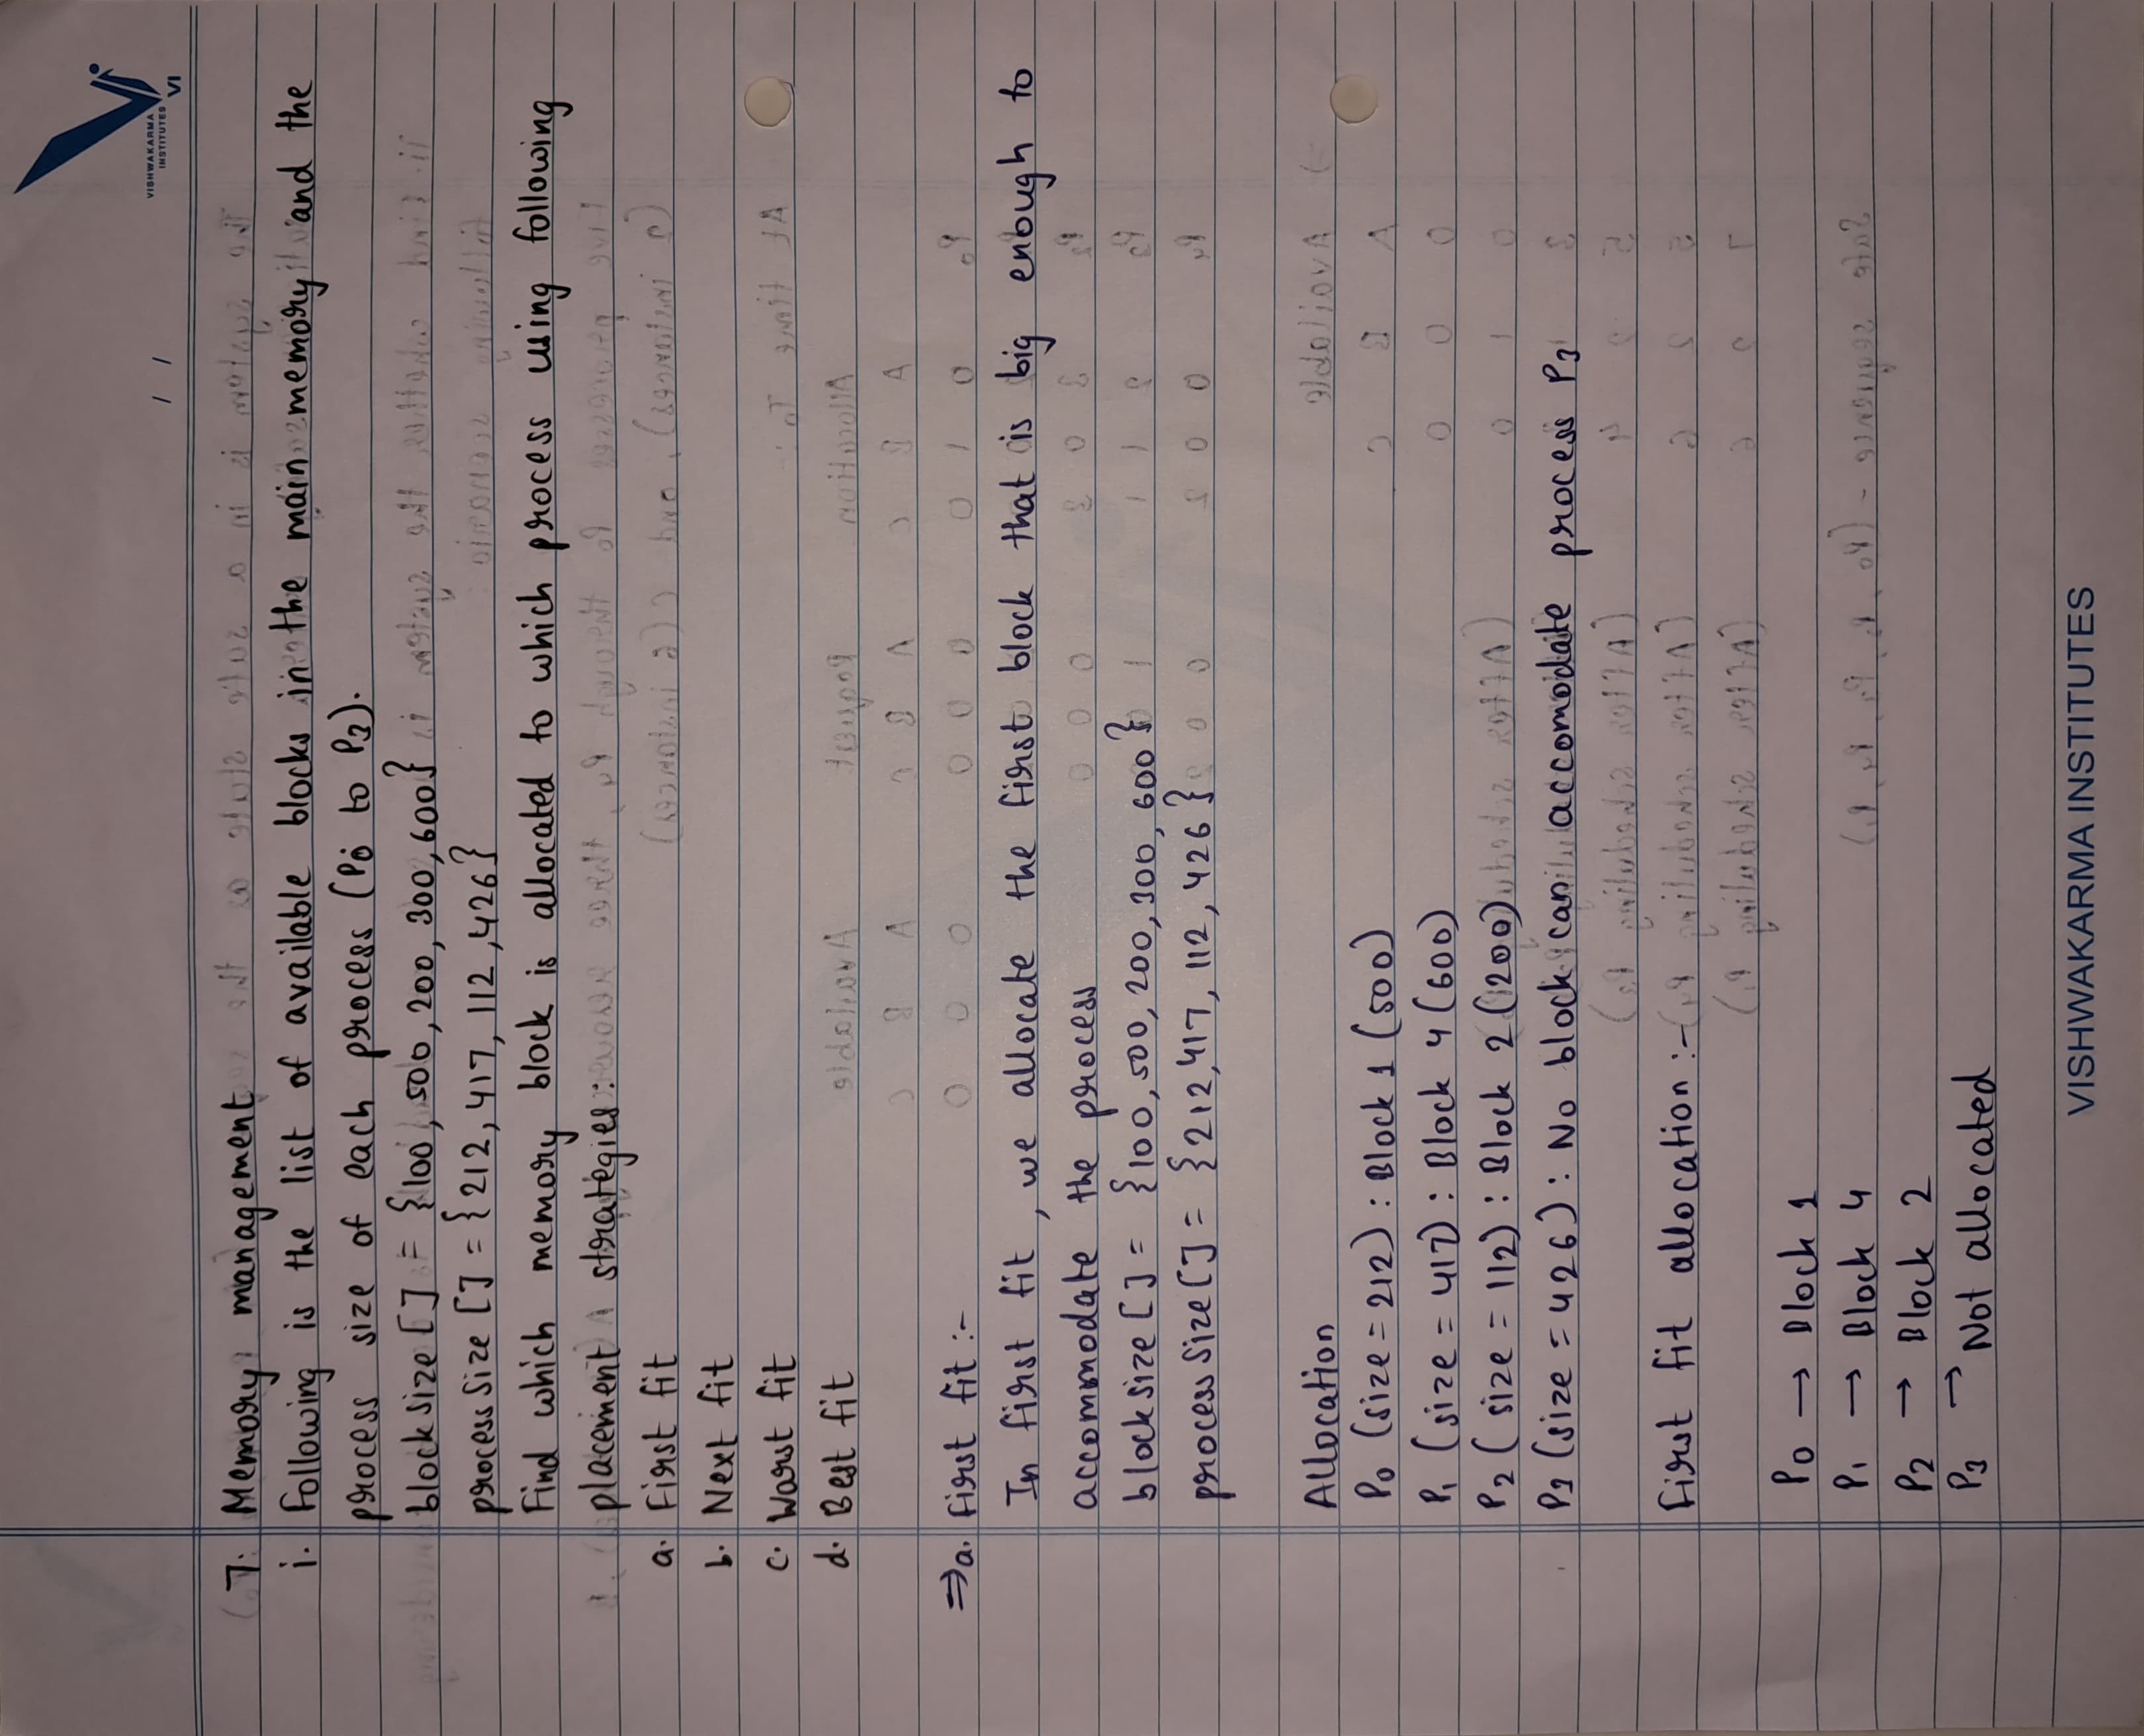 VISHWAKARMA
INSTITUTES
VI
/ /
7. Memory management
i. Following is the list of available blocks in the main memory and the
process size of each process (P0 to P3).
block size [] = {100, 500, 200, 300, 600}
process size [] = {212, 417, 112, 426}
Find which memory block is allocated to which process using following
placement strategies:
a. First fit
b. Next fit
c. Worst fit
d. Best fit
⇒a. First fit :-
In first fit, we allocate the first block that is big enough to
accommodate the process
block size [] = {100, 500, 200, 300, 600}
process size [] = {212, 417, 112, 426}
Allocation
P0 (size = 212) : Block 1 (500)
P1 (size = 417) : Block 4 (600)
P2 (size = 112) : Block 2 (200)
P3 (size = 426) : No block can accomodate process P3
First fit allocation :-
P0 → Block 1
P1 → Block 4
P2 → Block 2
P3 → Not allocated
VISHWAKARMA INSTITUTES